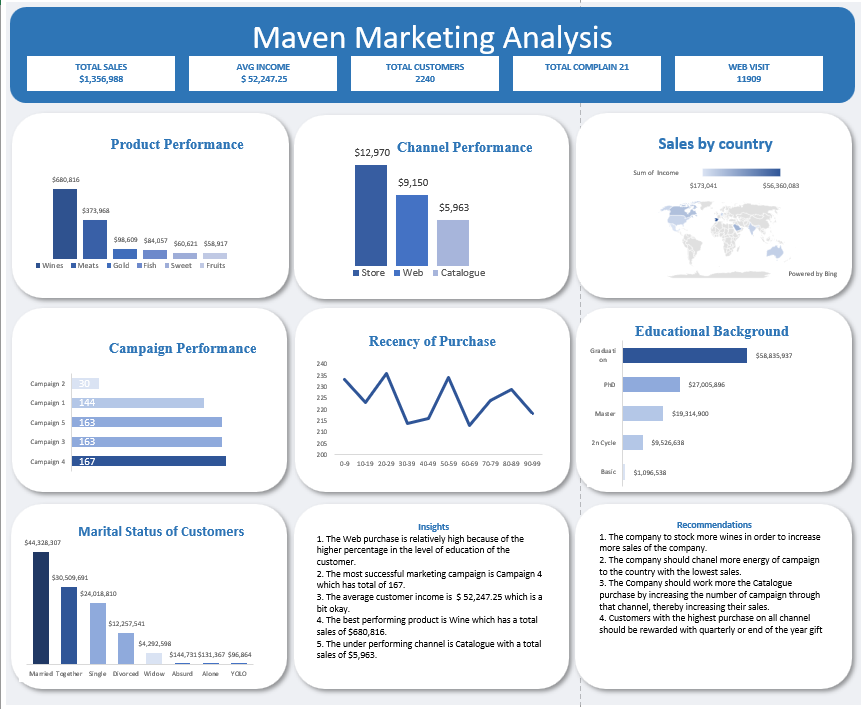 Maven Marketing Analysis
TOTAL SALES
$1,356,988
AVG INCOME
$ 52,247.25
TOTAL CUSTOMERS
2240
TOTAL COMPLAIN 21
WEB VISIT
11909
Product Performance
$680,816
$373,968
$98,609
$84,057
$60,621
$58,917
Wines Meats Gold Fish Sweet Fruits
Channel Performance
$12,970
$9,150
$5,963
Store Web Catalogue
Sales by country
Sum of Income
$173,041 $56,360,083
Powered by Bing
Campaign Performance
Campaign 2 30
Campaign 1 144
Campaign 5 163
Campaign 3 163
Campaign 4 167
Recency of Purchase
240
235
230
225
220
215
210
205
200
0-9 10-19 20-29 30-39 40-49 50-59 60-69 70-79 80-89 90-99
Educational Background
Graduati
on
$58,835,937
PhD $27,005,896
Master $19,314,900
2n Cycle $9,526,638
Basic $1,096,538
Marital Status of Customers
$44,328,307
$30,509,691
$24,018,810
$12,257,541
$4,292,598
$144,731 $131,367 $96,864
Married Together Single Divorced Widow Absurd Alone YOLO
Insights
1. The Web purchase is relatively high because of the
higher percentage in the level of education of the
customer.
2. The most successful marketing campaign is Campaign 4
which has total of 167.
3. The average customer income is $ 52,247.25 which is a
bit okay.
4. The best performing product is Wine which has a total
sales of $680,816.
5. The under performing channel is Catalogue with a total
sales of $5,963.
Recommendations
1. The company to stock more wines in order to increase
more sales of the company.
2. The company should chanel more energy of campaign
to the country with the lowest sales.
3. The Company should work more the Catalogue
purchase by increasing the number of campaign through
that channel, thereby increasing their sales.
4. Customers with the highest purchase on all channel
should be rewarded with quarterly or end of the year gift